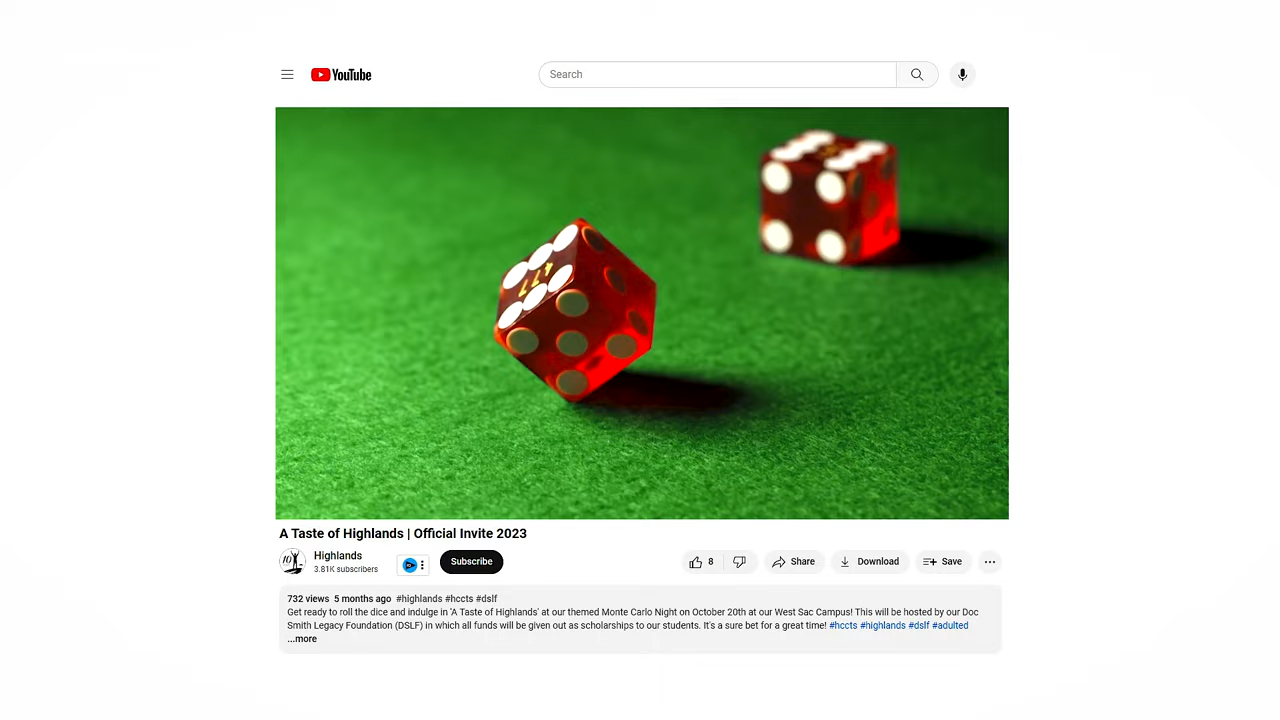 YouTube
Search
A Taste of Highlands | Official Invite 2023
Highlands
3.81K subscribers
Subscribe
8
Share
Download
Save
732 views 5 months ago #highlands #hccts #dslf
Get ready to roll the dice and indulge in 'A Taste of Highlands' at our themed Monte Carlo Night on October 20th at our West Sac Campus! This will be hosted by our Doc
Smith Legacy Foundation (DSLF) in which all funds will be given out as scholarships to our students. It's a sure bet for a great time! #hccts #highlands #dslf #adulted
...more